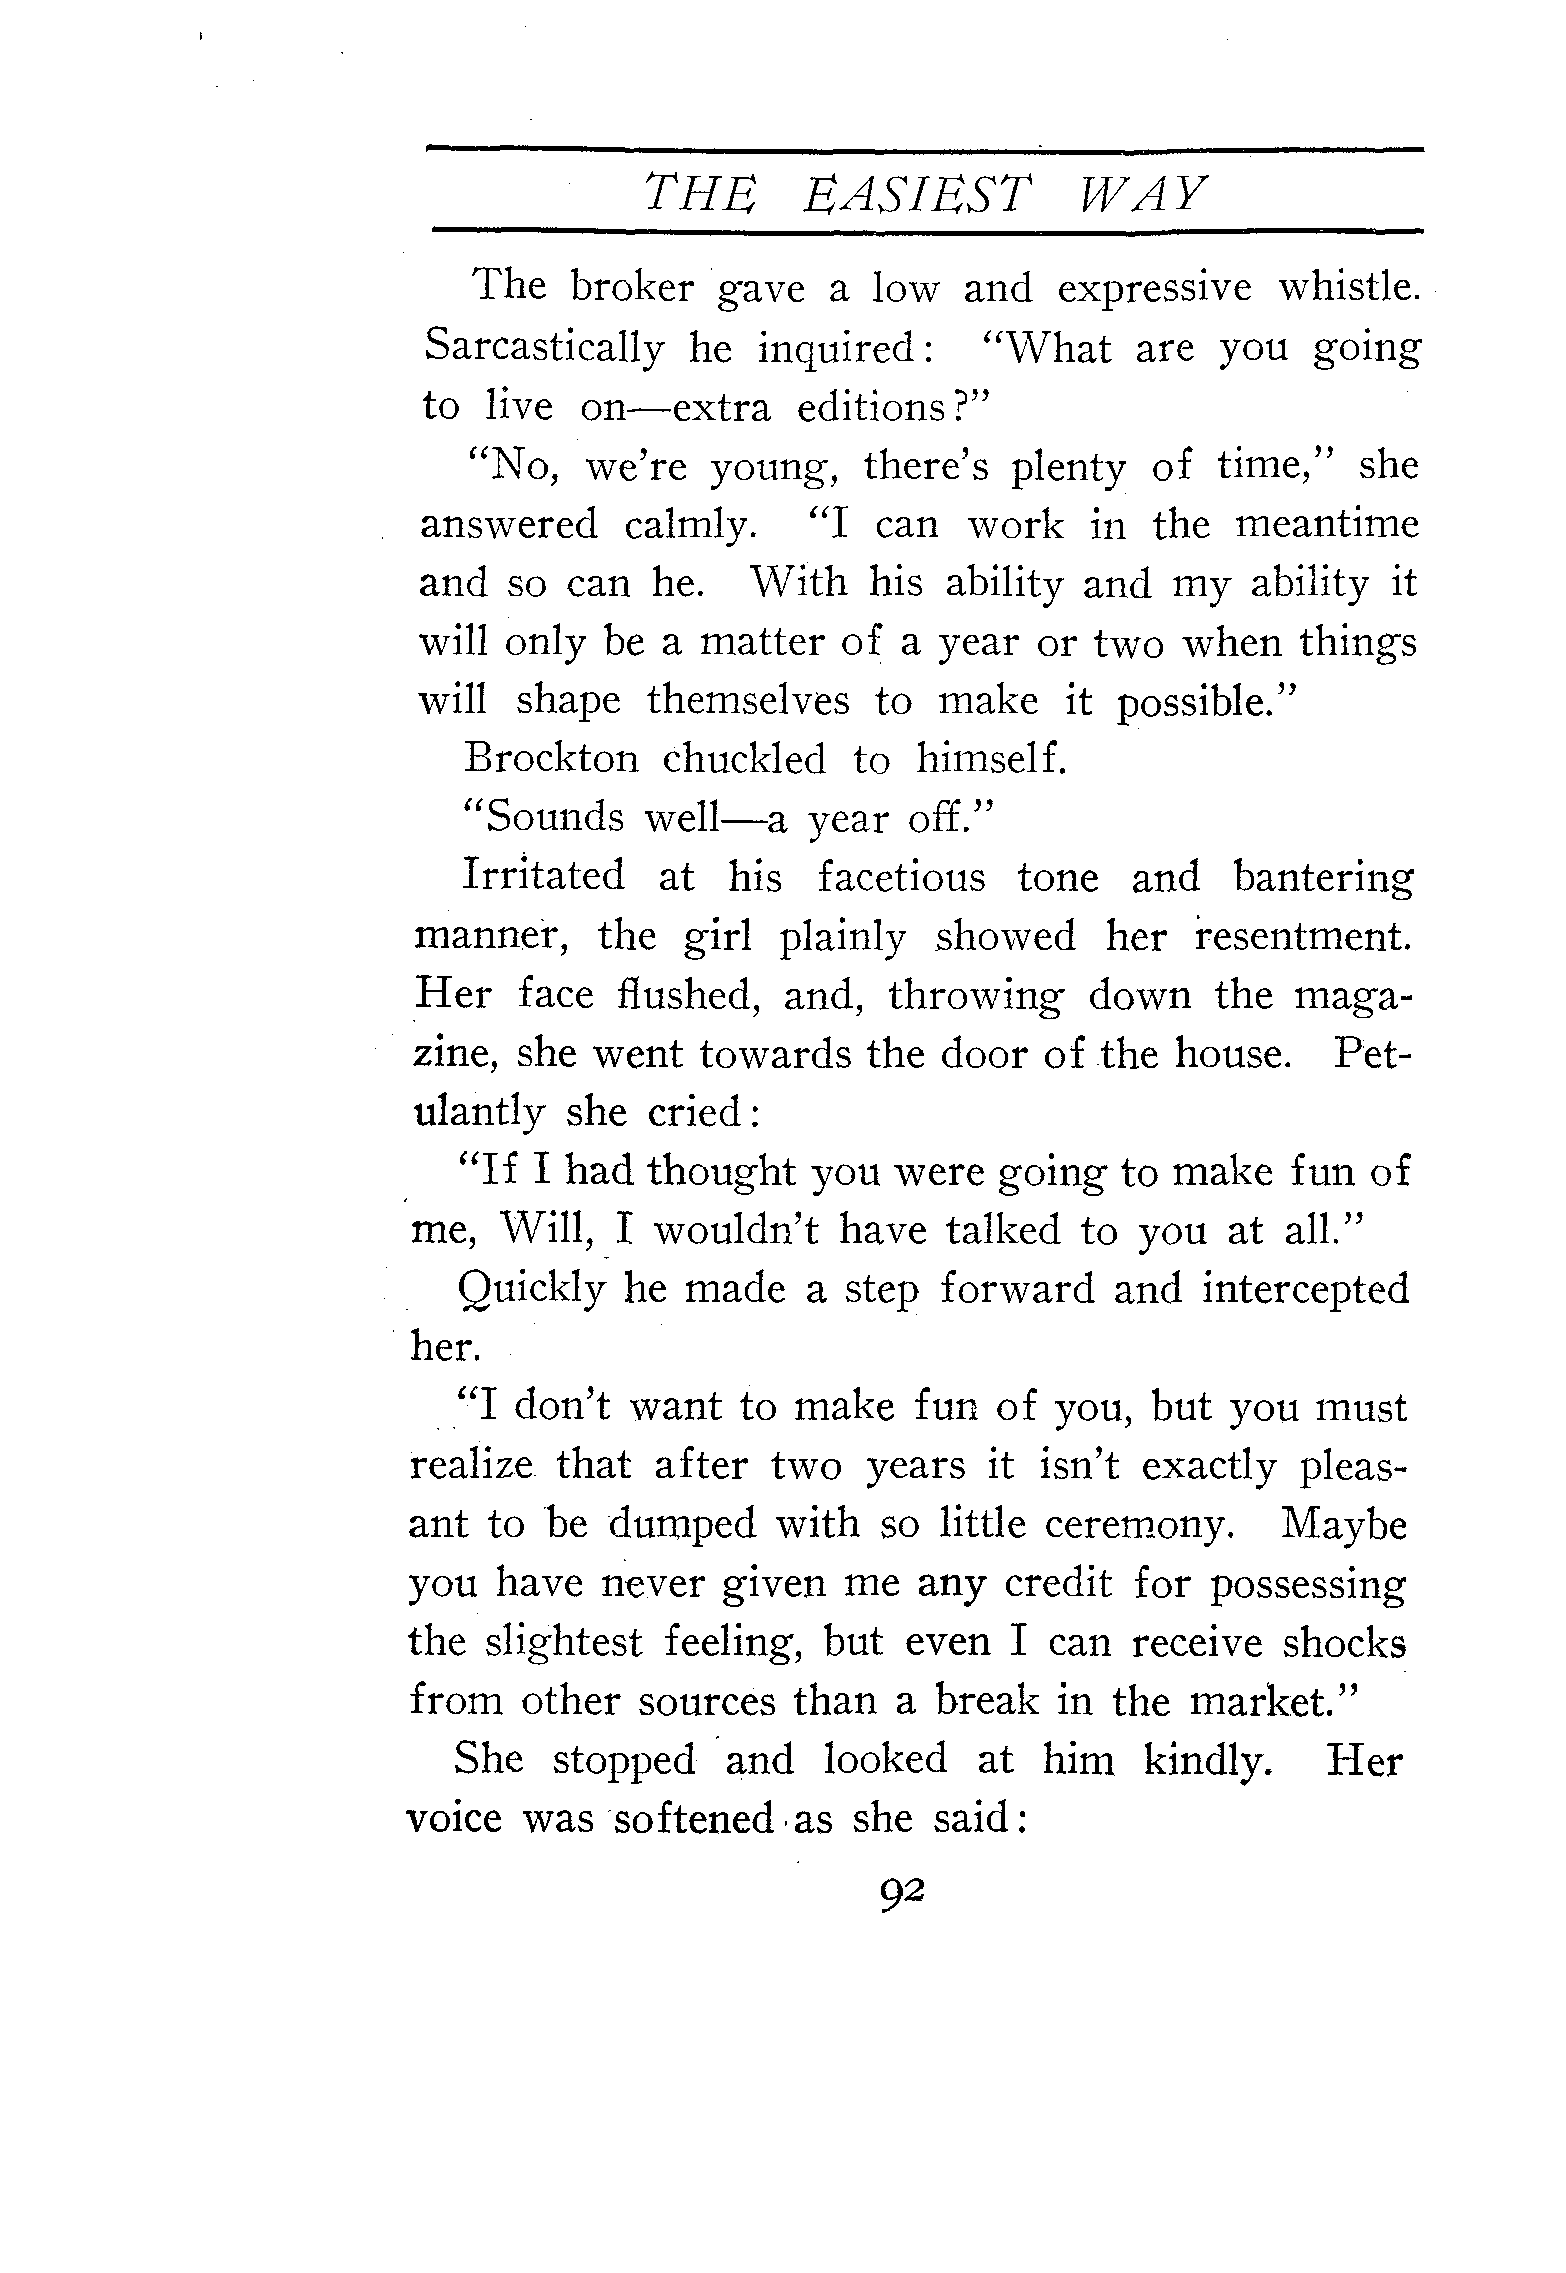 THE EASIEST WAY
The broker gave a low and expressive whistle.
Sarcastically he inquired: “What are you going
to live on—extra editions?”
“No, we’re young, there’s plenty of time,” she
answered calmly. “I can work in the meantime
and so can he. With his ability and my ability it
will only be a matter of a year or two when things
will shape themselves to make it possible.”
Brockton chuckled to himself.
“Sounds well—a year off.”
Irritated at his facetious tone and bantering
manner, the girl plainly showed her resentment.
Her face flushed, and, throwing down the maga-
zine, she went towards the door of the house. Pet-
ulantly she cried:
“If I had thought you were going to make fun of
me, Will, I wouldn’t have talked to you at all.”
Quickly he made a step forward and intercepted
her.
“I don’t want to make fun of you, but you must
realize that after two years it isn’t exactly pleas-
ant to be dumped with so little ceremony. Maybe
you have never given me any credit for possessing
the slightest feeling, but even I can receive shocks
from other sources than a break in the market.”
She stopped and looked at him kindly. Her
voice was softened as she said:
92